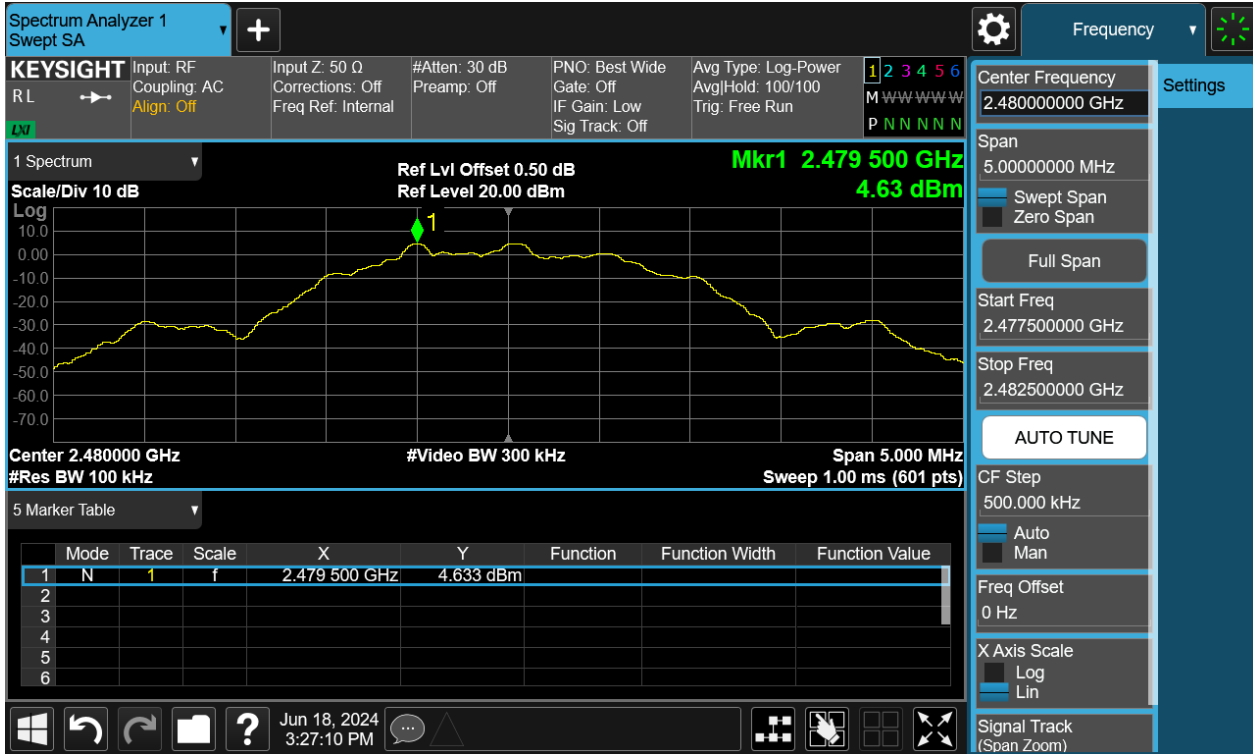 Spectrum Analyzer 1
Swept SA
Frequency
KEYSIGHT
RL
LXI
Input: RF
Coupling: AC
Align: Off
Input Z: 50 Ω
Corrections: Off
Freq Ref: Internal
#Atten: 30 dB
Preamp: Off
PNO: Best Wide
Gate: Off
IF Gain: Low
Sig Track: Off
Avg Type: Log-Power
Avg|Hold: 100/100
Trig: Free Run
1 2 3 4 5 6
M W W W W W
P N N N N N
1 Spectrum
Scale/Div 10 dB
Ref Lvl Offset 0.50 dB
Ref Level 20.00 dBm
Mkr1 2.479 500 GHz
4.63 dBm
Log
1
10.0
0.00
-10.0
-20.0
-30.0
-40.0
-50.0
-60.0
-70.0
Center 2.480000 GHz
#Video BW 300 kHz
Span 5.000 MHz
#Res BW 100 kHz
Sweep 1.00 ms (601 pts)
5 Marker Table
Mode Trace Scale X Y Function Function Width Function Value
1 N 1 f 2.479 500 GHz 4.633 dBm
2
3
4
5
6
Jun 18, 2024
3:27:10 PM
Center Frequency
2.480000000 GHz
Settings
Span
5.00000000 MHz
Swept Span
Zero Span
Full Span
Start Freq
2.477500000 GHz
Stop Freq
2.482500000 GHz
AUTO TUNE
CF Step
500.000 kHz
Auto
Man
Freq Offset
0 Hz
X Axis Scale
Log
Lin
Signal Track
(Span Zoom)